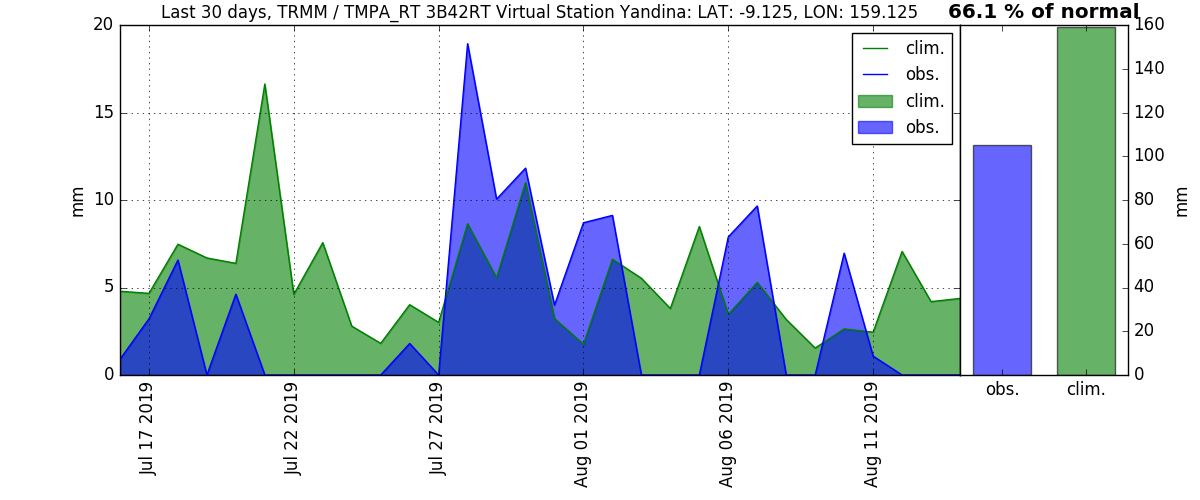 Last 30 days, TRMM / TMPA_RT 3B42RT Virtual Station Yandina: LAT: -9.125, LON: 159.125
66.1 % of normal
20
15
10
5
0
mm
clim.
obs.
clim.
obs.
160
140
120
100
80
60
40
20
0
mm
Jul 17 2019
Jul 22 2019
Jul 27 2019
Aug 01 2019
Aug 06 2019
Aug 11 2019
obs.
clim.